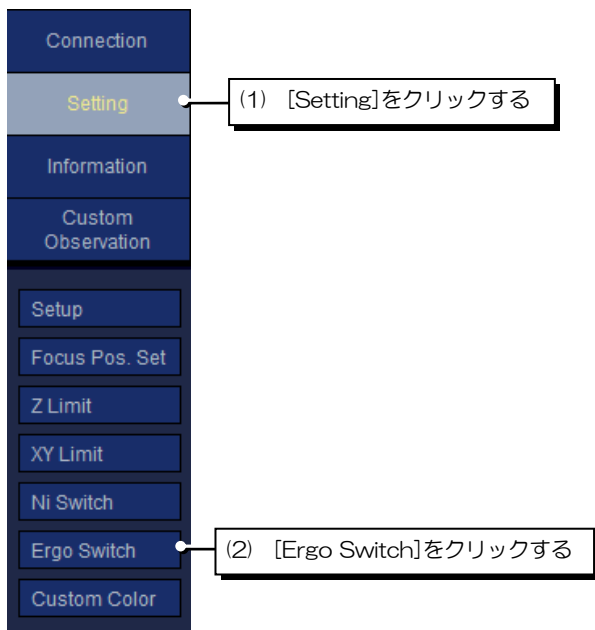 Connection
Setting
(1) [Setting]をクリックする
Information
Custom
Observation
Setup
Focus Pos. Set
Z Limit
XY Limit
Ni Switch
Ergo Switch
(2) [Ergo Switch]をクリックする
Custom Color